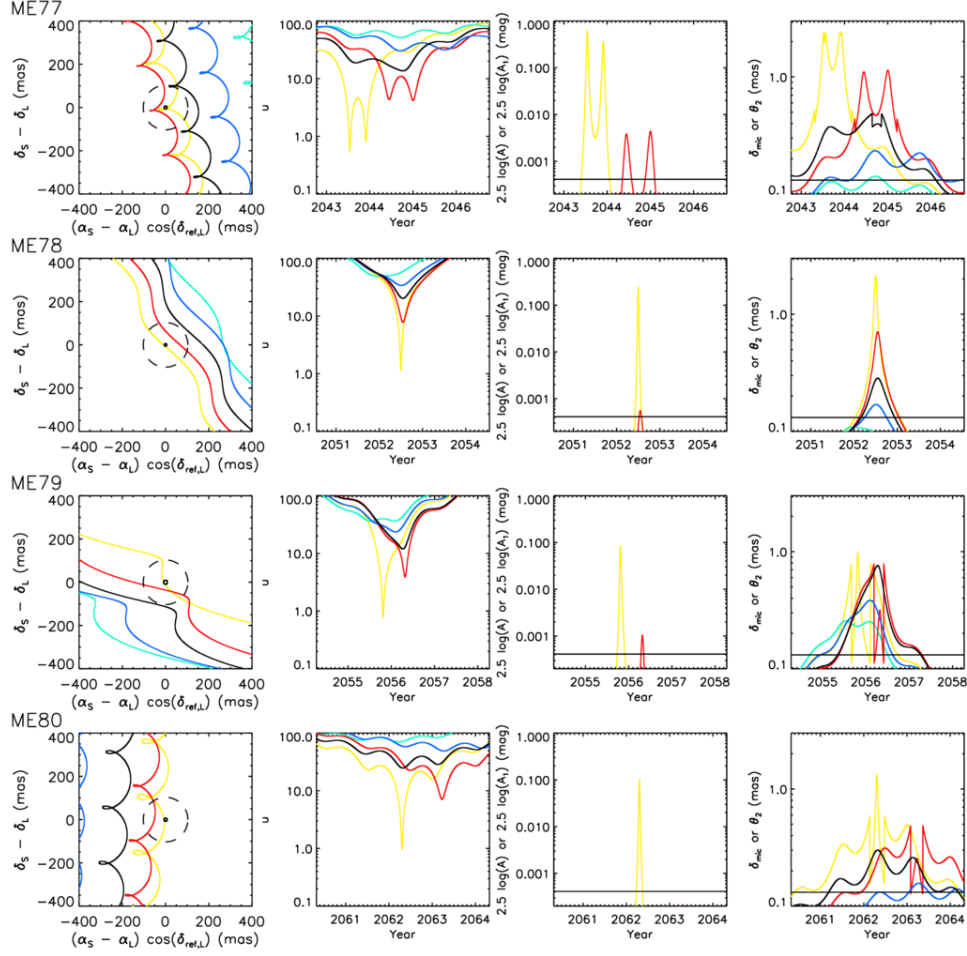 ME77
δS − δL (mas)
400
200
0
−200
−400
−400 −200 0 200 400
(αS − αL) cos(δref,L) (mas)
u
100.0
10.0
1.0
0.1
2043 2044 2045 2046
Year
2.5 log(A) or 2.5 log(AI) (mag)
1.000
0.100
0.010
0.001
2043 2044 2045 2046
Year
δmic or θ2 (mas)
1.0
0.1
2043 2044 2045 2046
Year
ME78
δS − δL (mas)
400
200
0
−200
−400
−400 −200 0 200 400
(αS − αL) cos(δref,L) (mas)
u
100.0
10.0
1.0
0.1
2051 2052 2053 2054
Year
2.5 log(A) or 2.5 log(AI) (mag)
1.000
0.100
0.010
0.001
2051 2052 2053 2054
Year
δmic or θ2 (mas)
1.0
0.1
2051 2052 2053 2054
Year
ME79
δS − δL (mas)
400
200
0
−200
−400
−400 −200 0 200 400
(αS − αL) cos(δref,L) (mas)
u
100.0
10.0
1.0
0.1
2055 2056 2057 2058
Year
2.5 log(A) or 2.5 log(AI) (mag)
1.000
0.100
0.010
0.001
2055 2056 2057 2058
Year
δmic or θ2 (mas)
1.0
0.1
2055 2056 2057 2058
Year
ME80
δS − δL (mas)
400
200
0
−200
−400
−400 −200 0 200 400
(αS − αL) cos(δref,L) (mas)
u
100.0
10.0
1.0
0.1
2061 2062 2063 2064
Year
2.5 log(A) or 2.5 log(AI) (mag)
1.000
0.100
0.010
0.001
2061 2062 2063 2064
Year
δmic or θ2 (mas)
1.0
0.1
2061 2062 2063 2064
Year